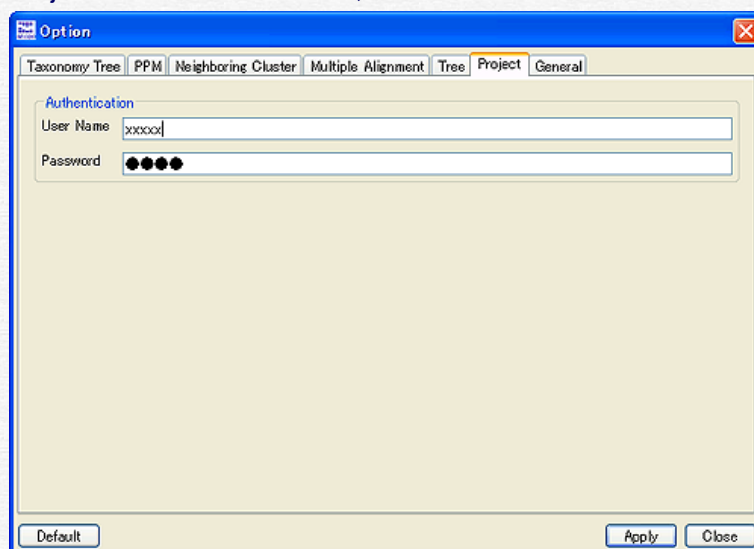 Option
Taxonomy Tree PPM Neighboring Cluster Multiple Alignment Tree Project General
Authentication
User Name xxxxx
Password ●●●●
Default Apply Close